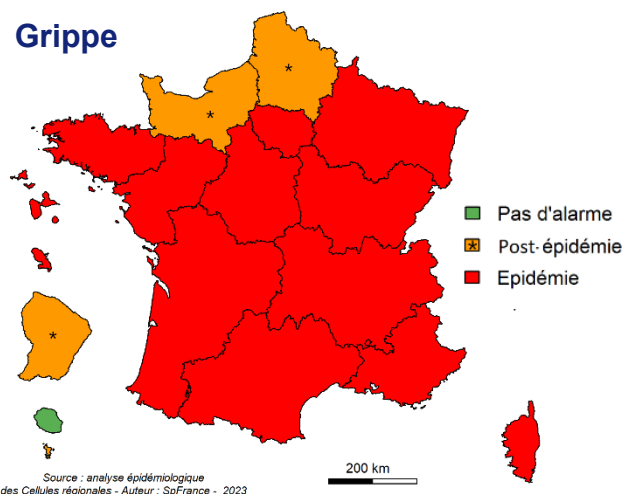 Grippe
Pas d'alarme
* Post-épidémie
Epidémie
*
*
*
*
200 km
Source : analyse épidémiologique
des Cellules régionales - Auteur : SpFrance - 2023